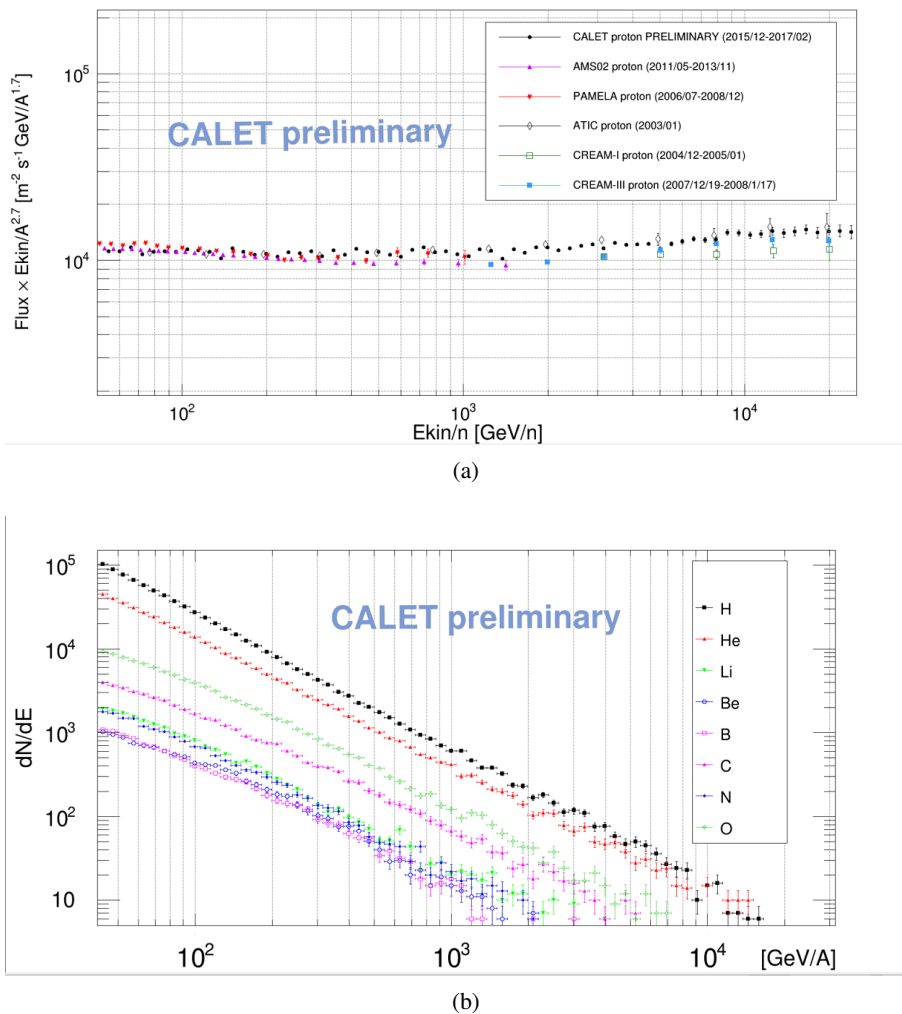 CALET proton PRELIMINARY (2015/12-2017/02)
AMS02 proton (2011/05-2013/11)
PAMELA proton (2006/07-2008/12)
ATIC proton (2003/01)
CREAM-I proton (2004/12-2005/01)
CREAM-III proton (2007/12/19-2008/1/17)
CALET preliminary
Flux × Ekin/A^2.7 [m^-2 s^-1 GeV/A^1.7]
10^5
10^4
10^2
10^3
10^4
Ekin/n [GeV/n]
(a)
CALET preliminary
H
He
Li
Be
B
C
N
O
dN/dE
10^5
10^4
10^3
10^2
10
10^2
10^3
10^4
[GeV/A]
(b)